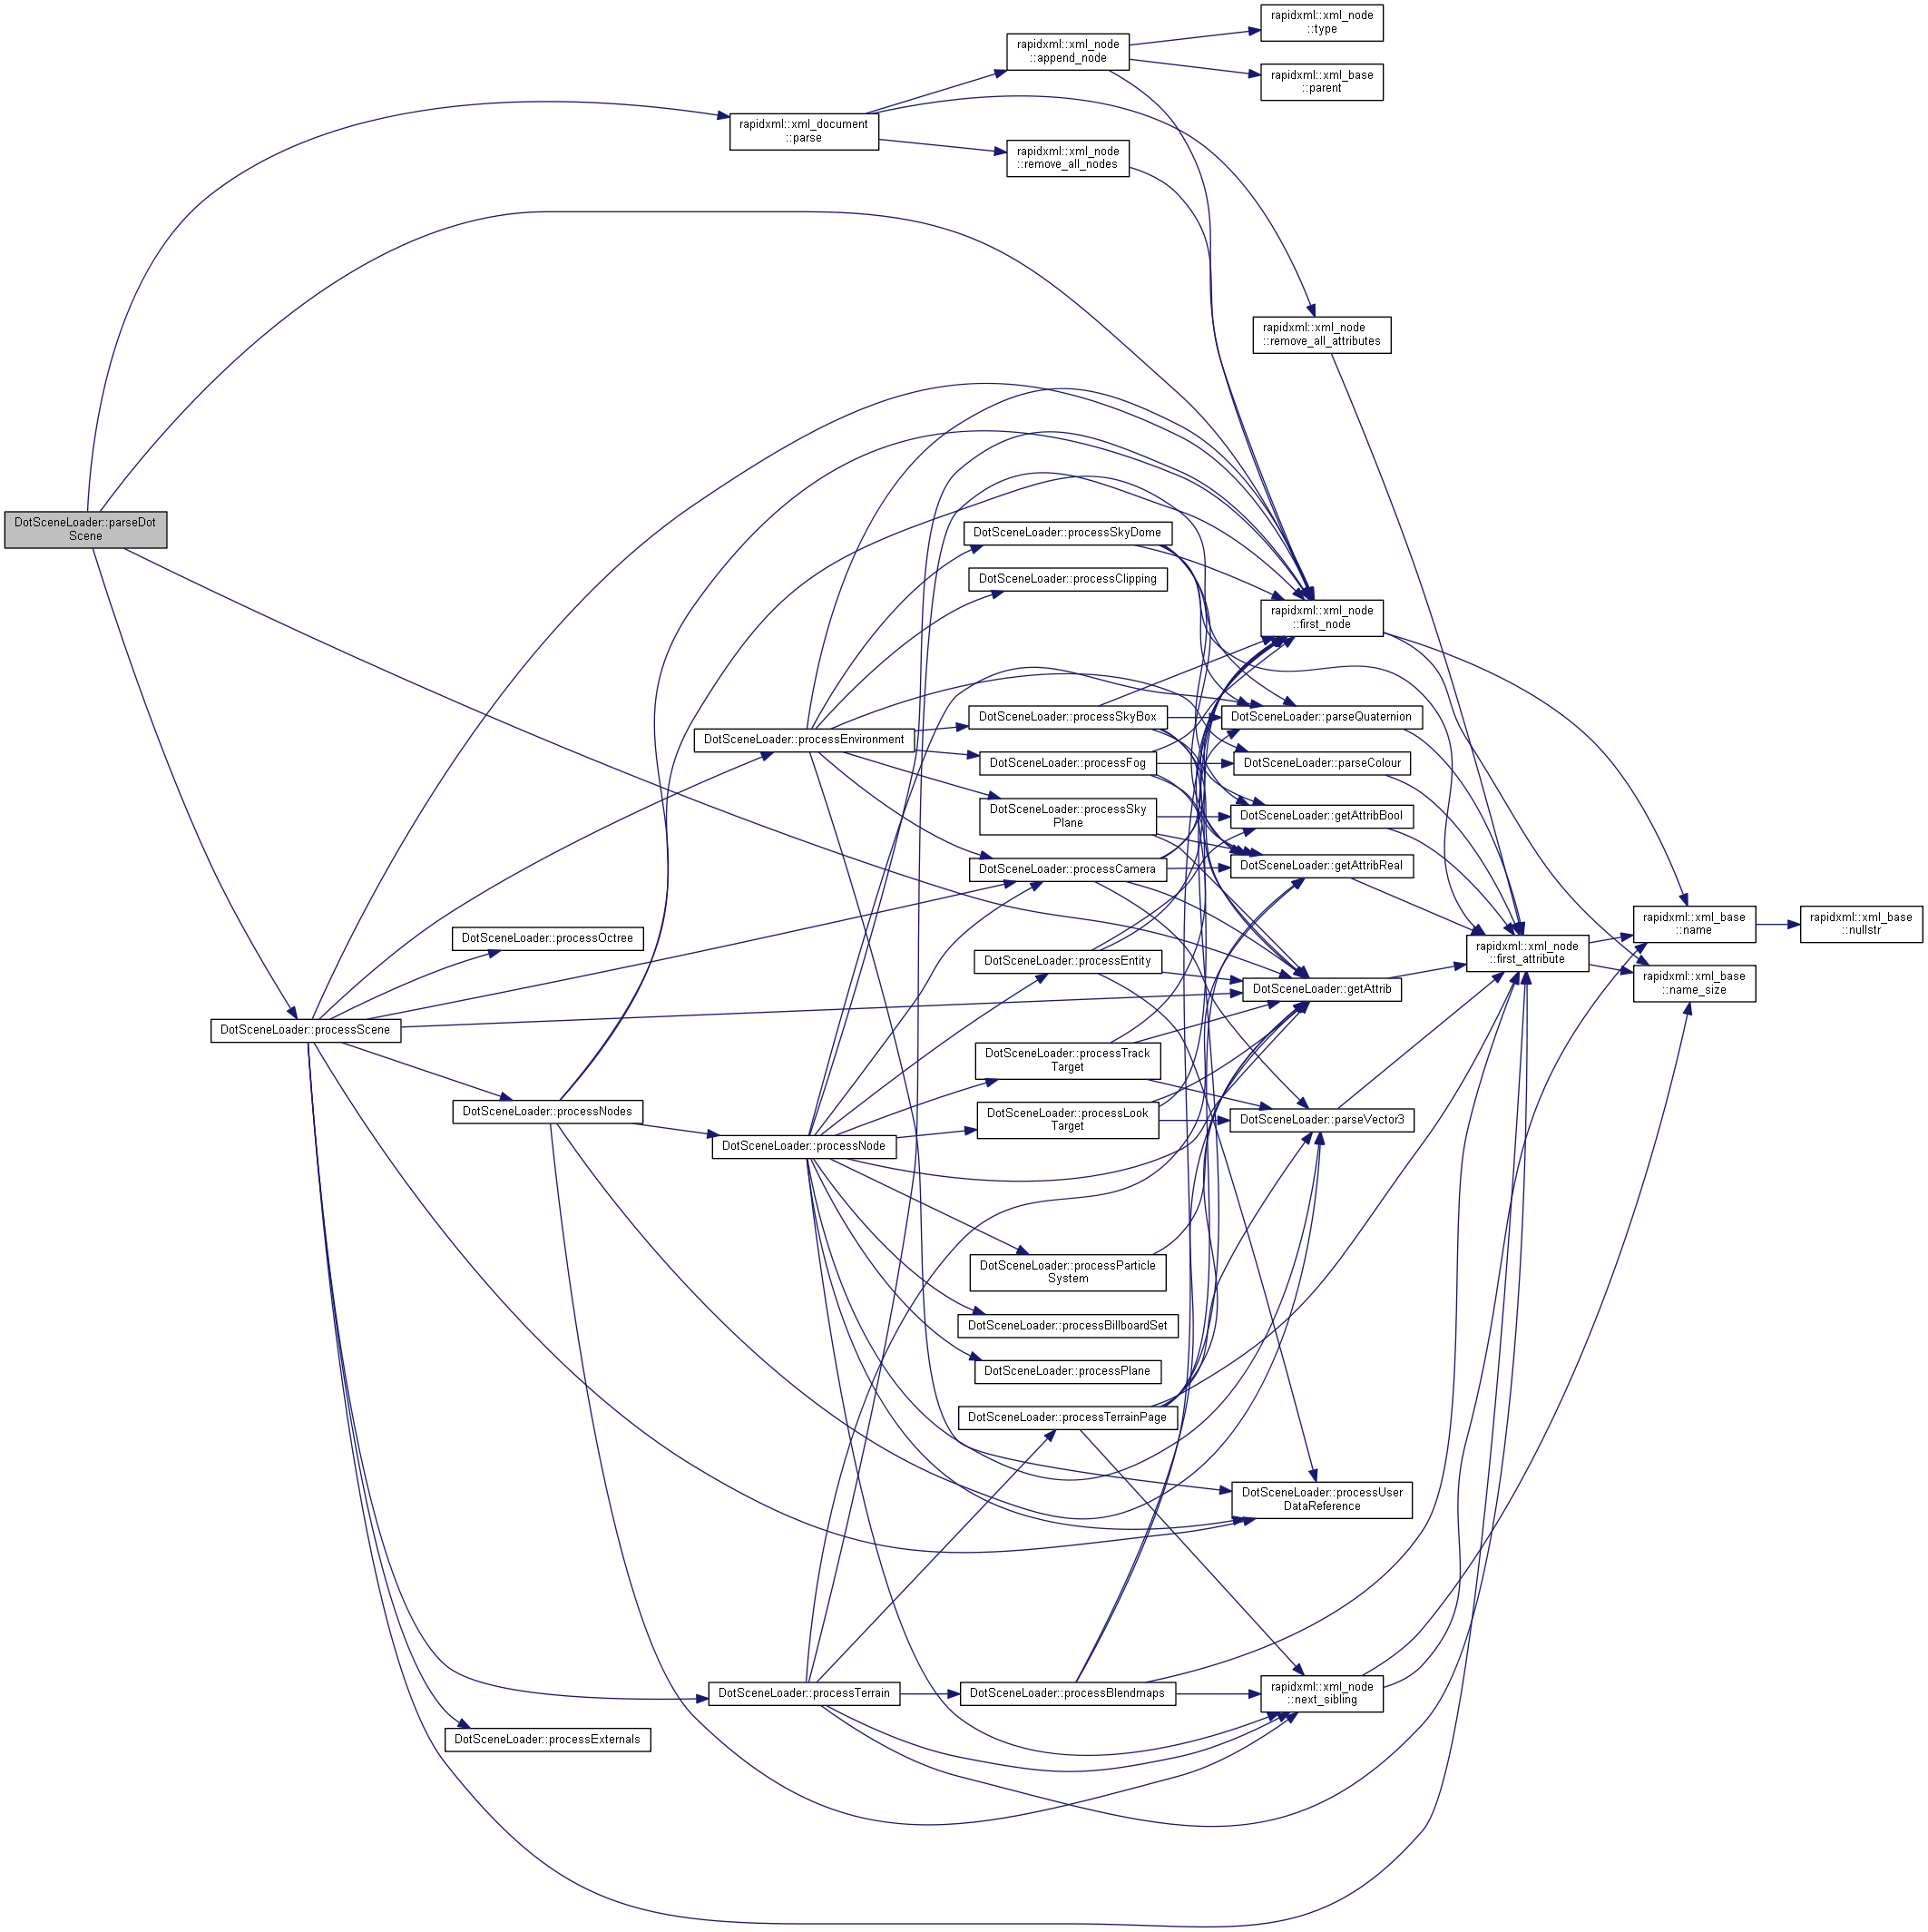 rapidxml::xml_node
::type
rapidxml::xml_node
::append_node
rapidxml::xml_base
::parent
rapidxml::xml_document
::parse
rapidxml::xml_node
::remove_all_nodes
rapidxml::xml_node
::remove_all_attributes
DotSceneLoader::parseDot
Scene
DotSceneLoader::processSkyDome
DotSceneLoader::processClipping
rapidxml::xml_node
::first_node
DotSceneLoader::processSkyBox
DotSceneLoader::parseQuaternion
DotSceneLoader::processEnvironment
DotSceneLoader::processFog
DotSceneLoader::parseColour
DotSceneLoader::processSky
Plane
DotSceneLoader::getAttribBool
DotSceneLoader::processCamera
DotSceneLoader::getAttribReal
rapidxml::xml_base
::name
rapidxml::xml_base
::nullstr
DotSceneLoader::processOctree
DotSceneLoader::processEntity
rapidxml::xml_node
::first_attribute
rapidxml::xml_base
::name_size
DotSceneLoader::getAttrib
DotSceneLoader::processScene
DotSceneLoader::processTrack
Target
DotSceneLoader::processNodes
DotSceneLoader::processLook
Target
DotSceneLoader::parseVector3
DotSceneLoader::processNode
DotSceneLoader::processParticle
System
DotSceneLoader::processBillboardSet
DotSceneLoader::processPlane
DotSceneLoader::processTerrainPage
DotSceneLoader::processUser
DataReference
DotSceneLoader::processTerrain
DotSceneLoader::processBlendmaps
rapidxml::xml_node
::next_sibling
DotSceneLoader::processExternals